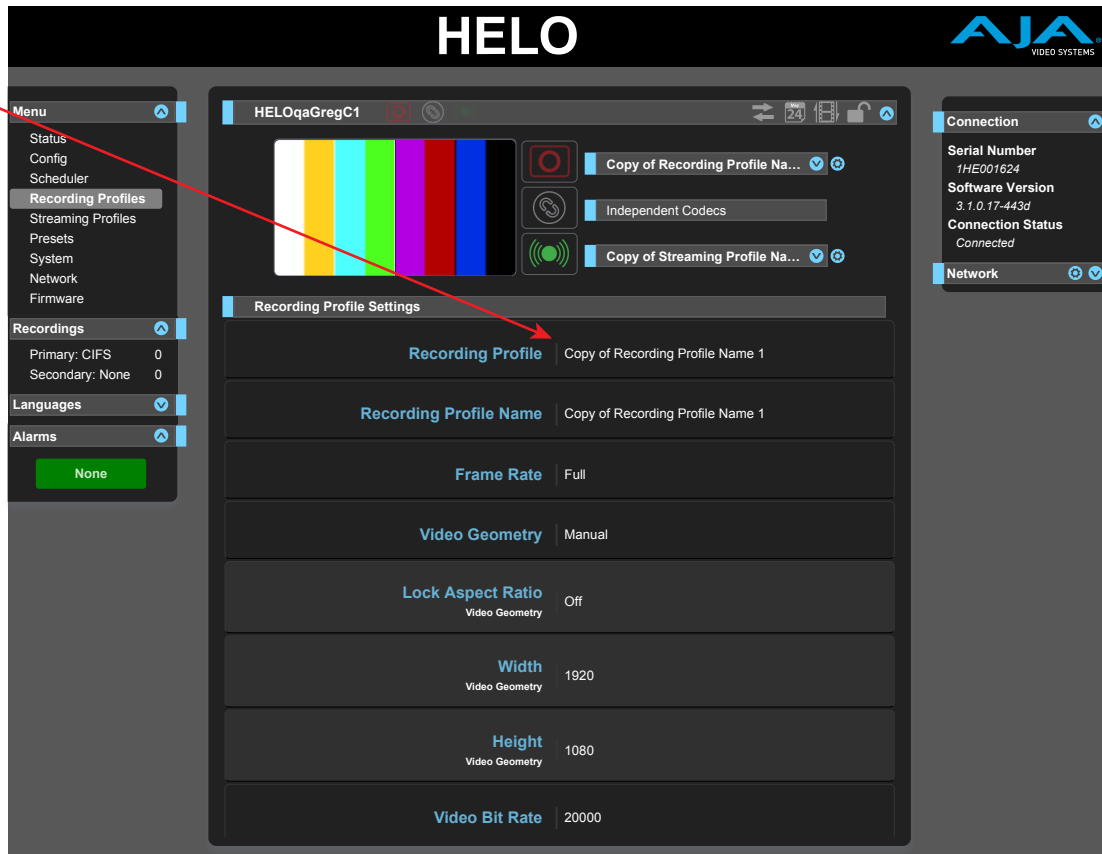 HELO
AJA
VIDEO SYSTEMS
Menu
Status
Config
Scheduler
Recording Profiles
Streaming Profiles
Presets
System
Network
Firmware
Recordings
Primary: CIFS 0
Secondary: None 0
Languages
Alarms
None
HELOqaGregC1
May
24
Copy of Recording Profile Na...
Independent Codecs
Copy of Streaming Profile Na...
Recording Profile Settings
Recording Profile Copy of Recording Profile Name 1
Recording Profile Name Copy of Recording Profile Name 1
Frame Rate Full
Video Geometry Manual
Lock Aspect Ratio Off
Video Geometry
Width 1920
Video Geometry
Height 1080
Video Geometry
Video Bit Rate 20000
Connection
Serial Number
1HE001624
Software Version
3.1.0.17-443d
Connection Status
Connected
Network